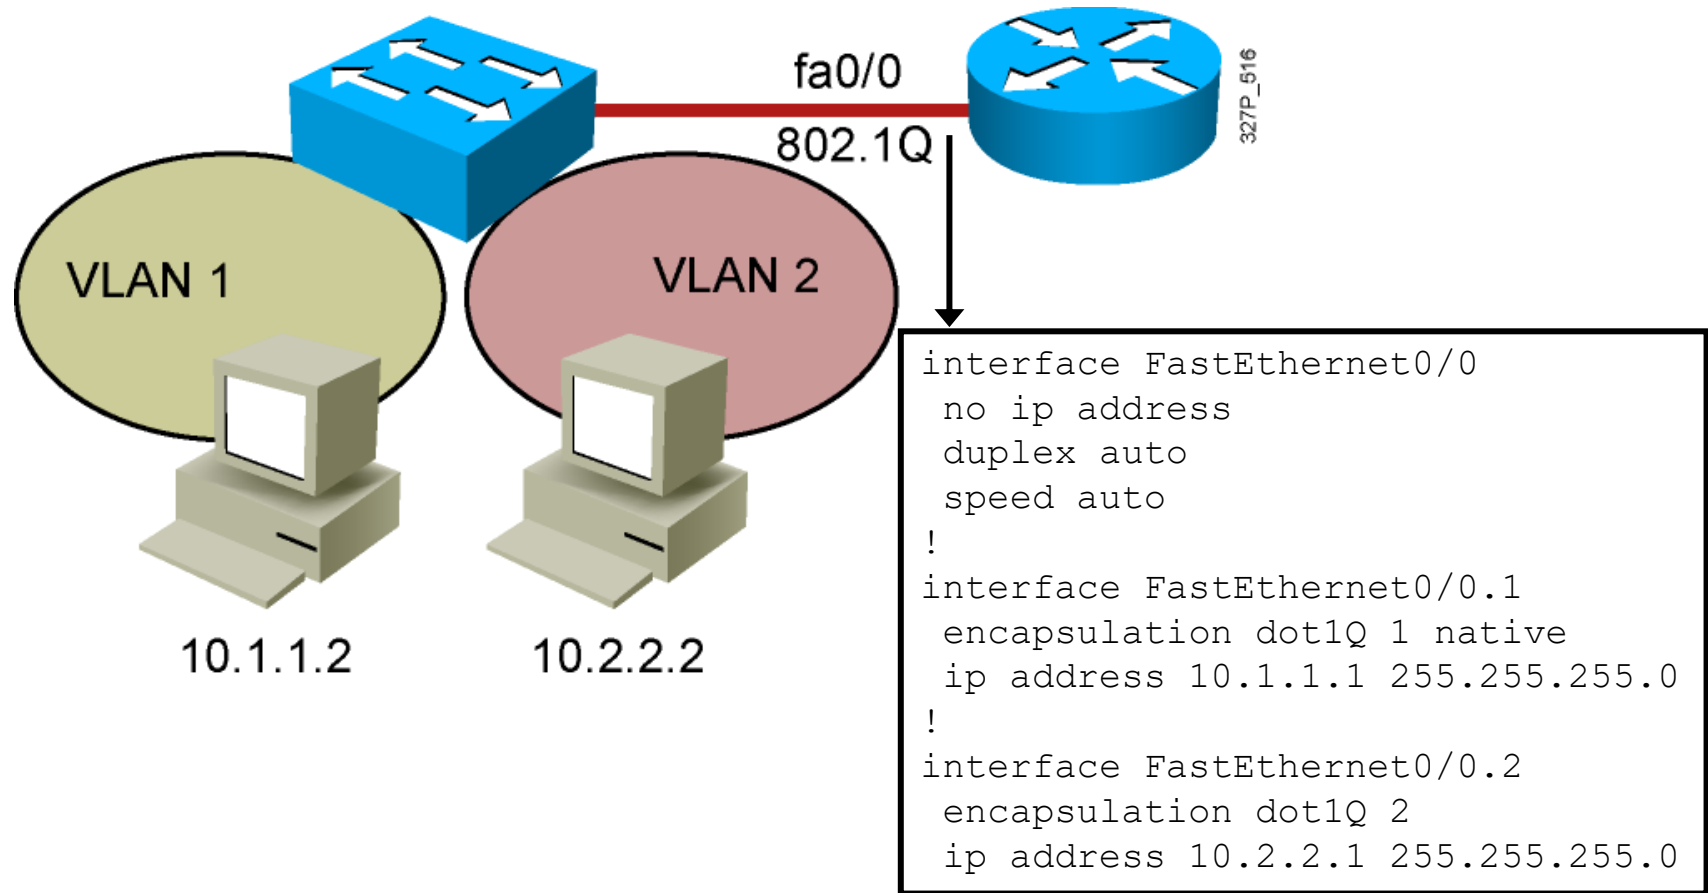 fa0/0
802.1Q
327P_516
VLAN 1
VLAN 2
10.1.1.2
10.2.2.2
interface FastEthernet0/0
 no ip address
 duplex auto
 speed auto
!
interface FastEthernet0/0.1
 encapsulation dot1Q 1 native
 ip address 10.1.1.1 255.255.255.0
!
interface FastEthernet0/0.2
 encapsulation dot1Q 2
 ip address 10.2.2.1 255.255.255.0